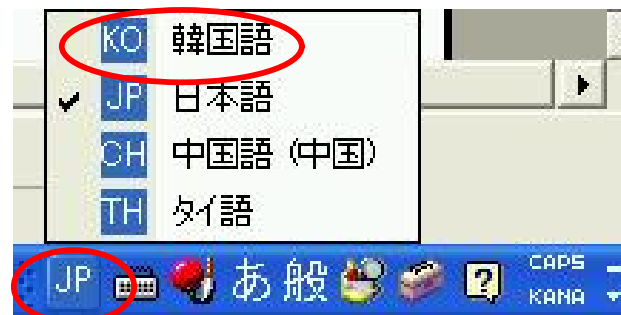 KO 韓国語
JP 日本語
CH 中国語 (中国)
TH タイ語
JP あ 般 ? CAPS
KANA